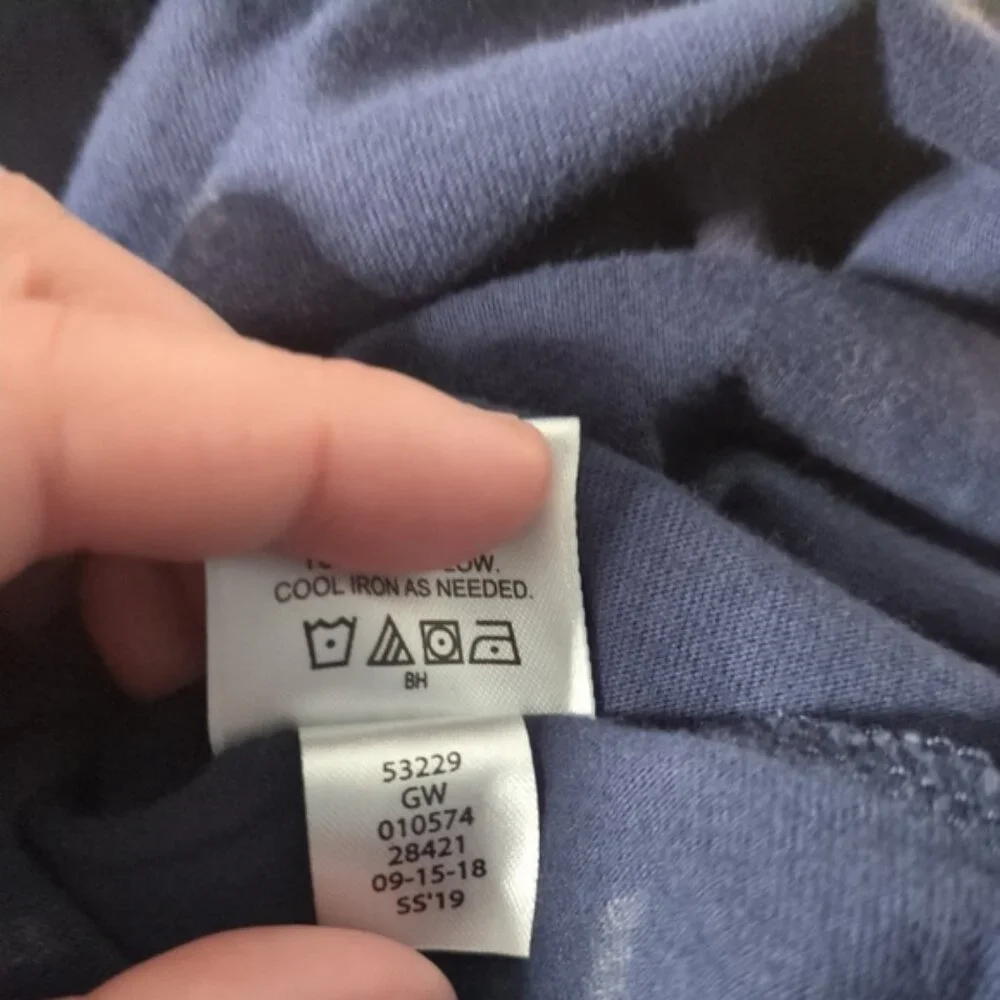 COOL IRON AS NEEDED.
BH
53229
GW
010574
28421
09-15-18
SS'19